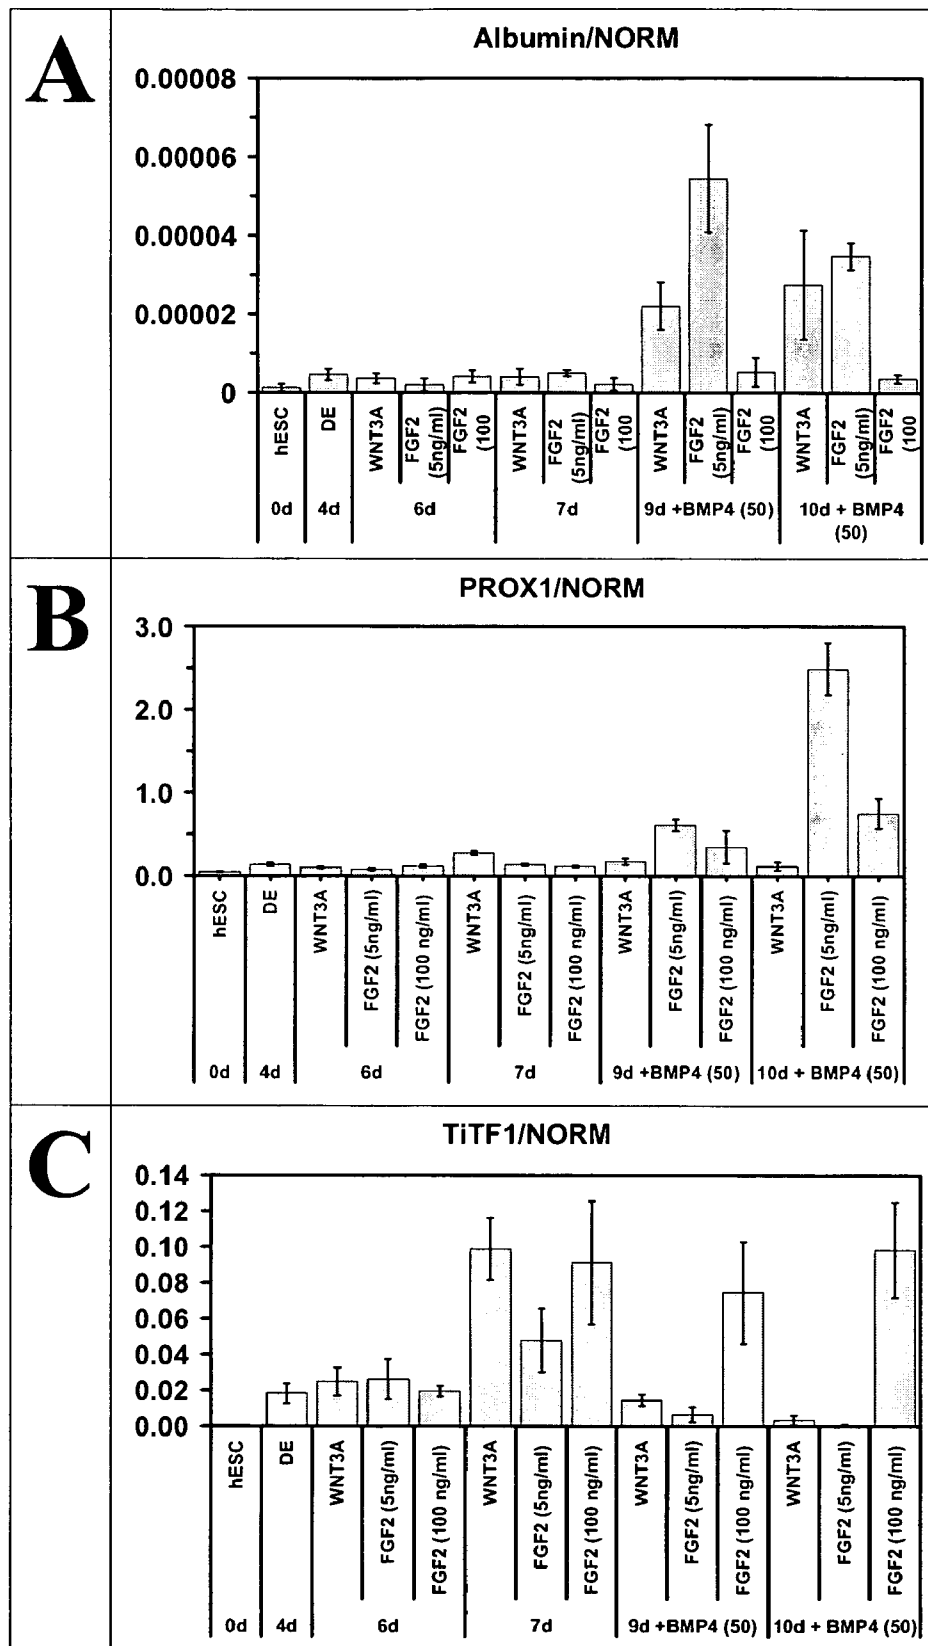 A
Albumin/NORM
0.00008
0.00006
0.00004
0.00002
0
hESC
DE
WNT3A
FGF2
(5ng/ml)
FGF2
(100
WNT3A
FGF2
(5ng/ml)
FGF2
(100
WNT3A
FGF2
(5ng/ml)
FGF2
(100
WNT3A
FGF2
(5ng/ml)
FGF2
(100
0d
4d
6d
7d
9d +BMP4 (50)
10d + BMP4
(50)
B
PROX1/NORM
3.0
2.0
1.0
0.0
hESC
DE
WNT3A
FGF2 (5ng/ml)
FGF2 (100 ng/ml)
WNT3A
FGF2 (5ng/ml)
FGF2 (100 ng/ml)
WNT3A
FGF2 (5ng/ml)
FGF2 (100 ng/ml)
WNT3A
FGF2 (5ng/ml)
FGF2 (100 ng/ml)
0d
4d
6d
7d
9d +BMP4 (50)
10d + BMP4 (50)
C
TiTF1/NORM
0.14
0.12
0.10
0.08
0.06
0.04
0.02
0.00
hESC
DE
WNT3A
FGF2 (5ng/ml)
FGF2 (100 ng/ml)
WNT3A
FGF2 (5ng/ml)
FGF2 (100 ng/ml)
WNT3A
FGF2 (5ng/ml)
FGF2 (100 ng/ml)
WNT3A
FGF2 (5ng/ml)
FGF2 (100 ng/ml)
0d
4d
6d
7d
9d +BMP4 (50)
10d + BMP4 (50)